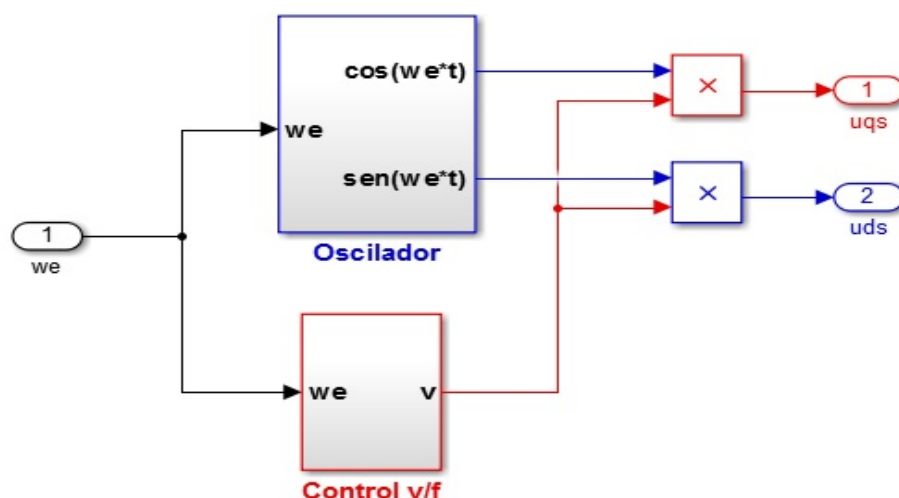 cos(we*t)
we
sen(we*t)
Oscilador
×
1
uqs
×
2
uds
1
we
we
v
Control v/f